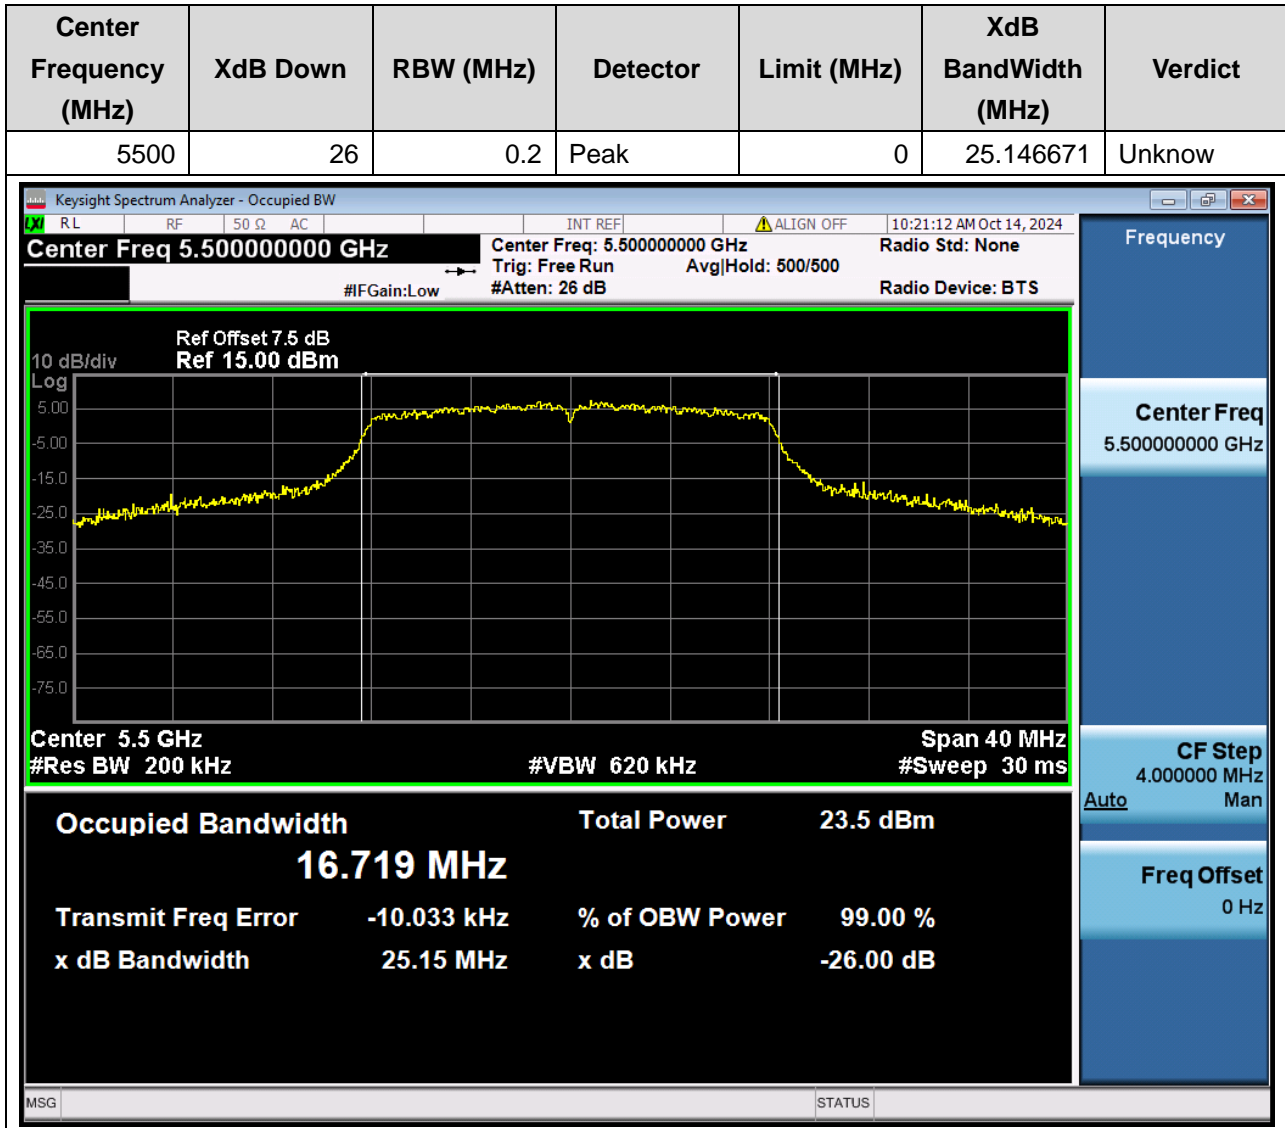 Center Frequency (MHz) XdB Down RBW (MHz) Detector Limit (MHz) XdB BandWidth (MHz) Verdict
5500 26 0.2 Peak 0 25.146671 Unknow
Keysight Spectrum Analyzer - Occupied BW
LXI RL RF 50 Ω AC INT REF ALIGN OFF 10:21:12 AM Oct 14, 2024
Center Freq 5.500000000 GHz
Center Freq: 5.500000000 GHz
Radio Std: None
Trig: Free Run Avg|Hold: 500/500
#IFGain:Low #Atten: 26 dB Radio Device: BTS
Ref Offset 7.5 dB
10 dB/div Ref 15.00 dBm
Log
5.00
-5.00
-15.0
-25.0
-35.0
-45.0
-55.0
-65.0
-75.0
Center 5.5 GHz Span 40 MHz
#Res BW 200 kHz #VBW 620 kHz #Sweep 30 ms
Occupied Bandwidth Total Power 23.5 dBm
16.719 MHz
Transmit Freq Error -10.033 kHz % of OBW Power 99.00 %
x dB Bandwidth 25.15 MHz x dB -26.00 dB
Frequency
Center Freq
5.500000000 GHz
CF Step
4.000000 MHz
Auto Man
Freq Offset
0 Hz
MSG STATUS